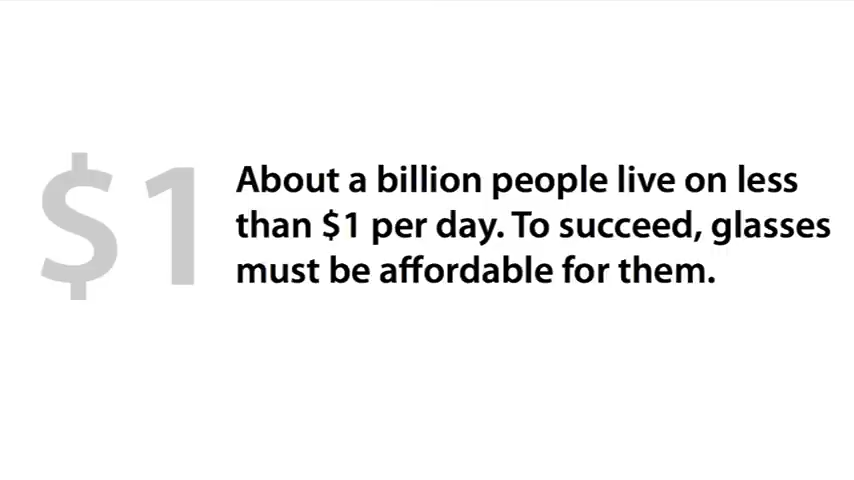 $1
About a billion people live on less
than $1 per day. To succeed, glasses
must be affordable for them.